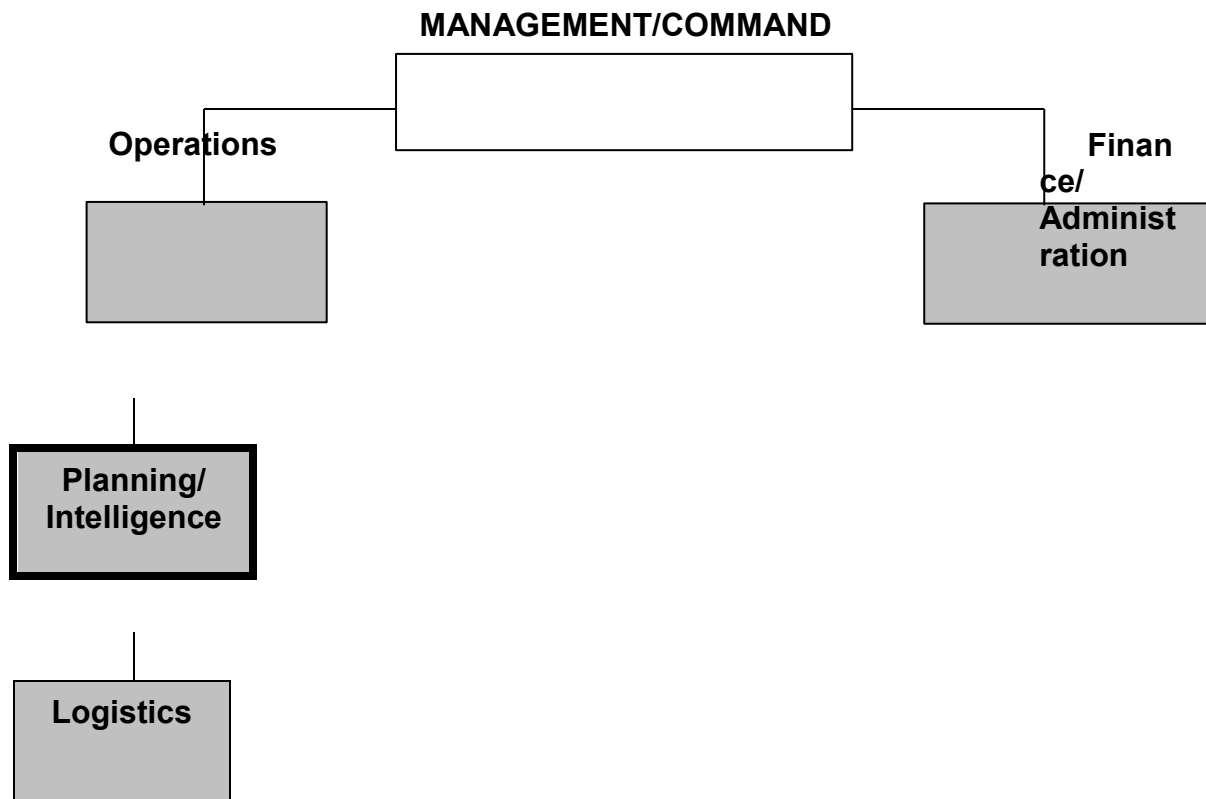 MANAGEMENT/COMMAND
Operations
Finan
ce/
Administ
ration
Planning/
Intelligence
Logistics